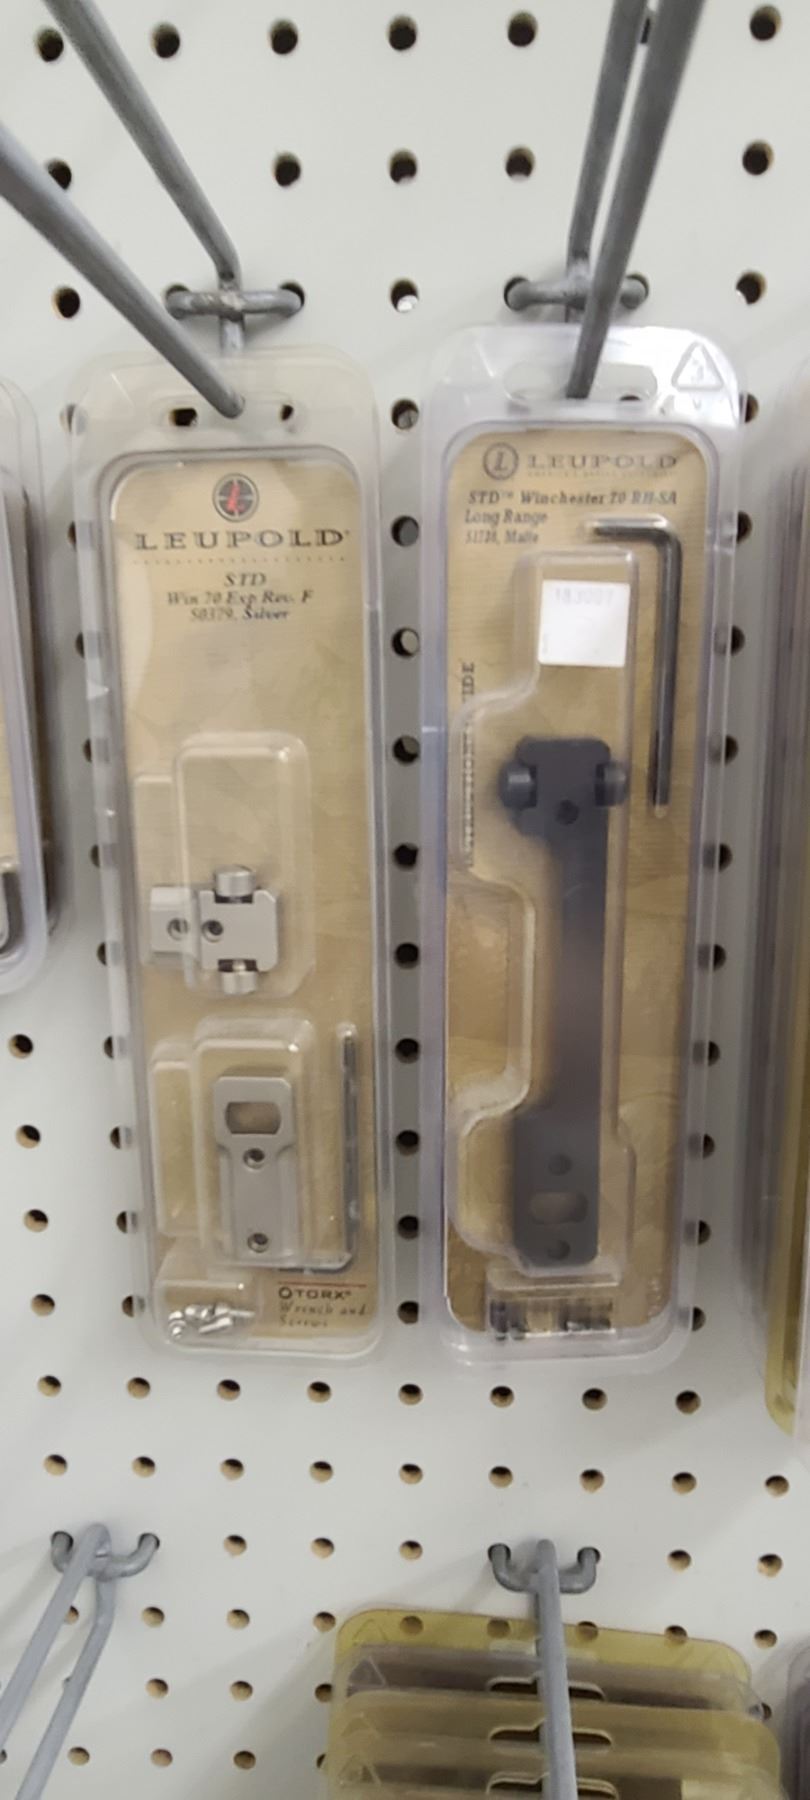 LEUPOLD
STD
Win 70 Exp Rev. F
50379, Silver
TORX
Wrench and
Screws
LEUPOLD
STD™ Winchester 70 RH-SA
Long Range
51738, Matte
183007